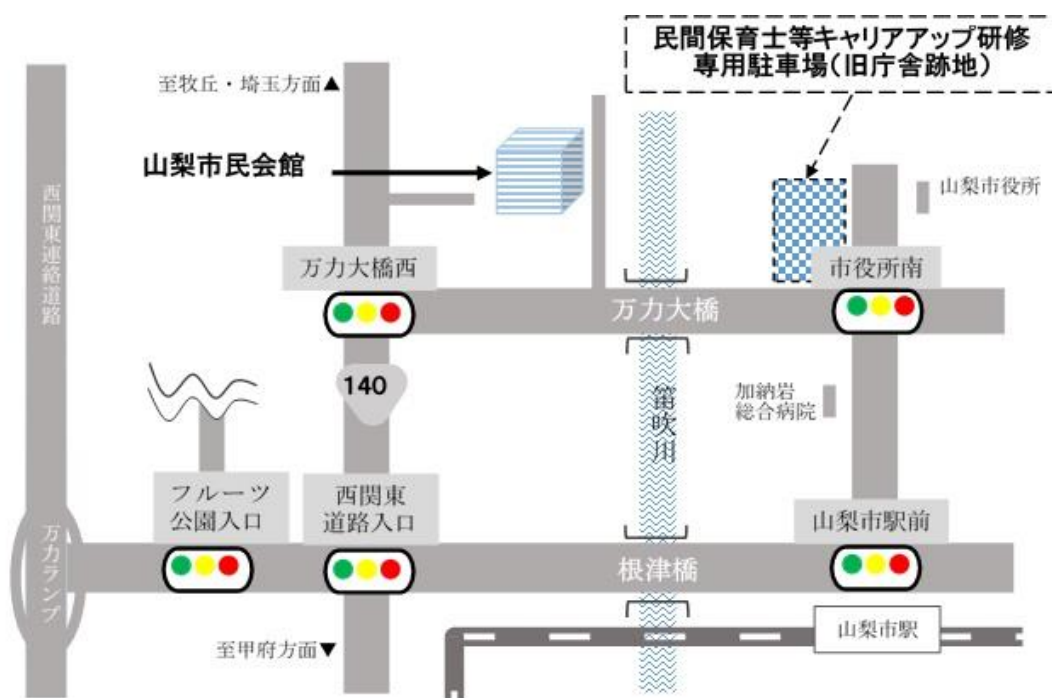 民間保育士等キャリアアップ研修
専用駐車場(旧庁舎跡地)
至牧丘・埼玉方面▲
山梨市民会館
山梨市役所
西関東連絡道路
万力大橋西
市役所南
万力大橋
140
加納岩
総合病院
笛吹川
フルーツ
公園入口
西関東
道路入口
山梨市駅前
万力ランプ
根津橋
山梨市駅
至甲府方面▼